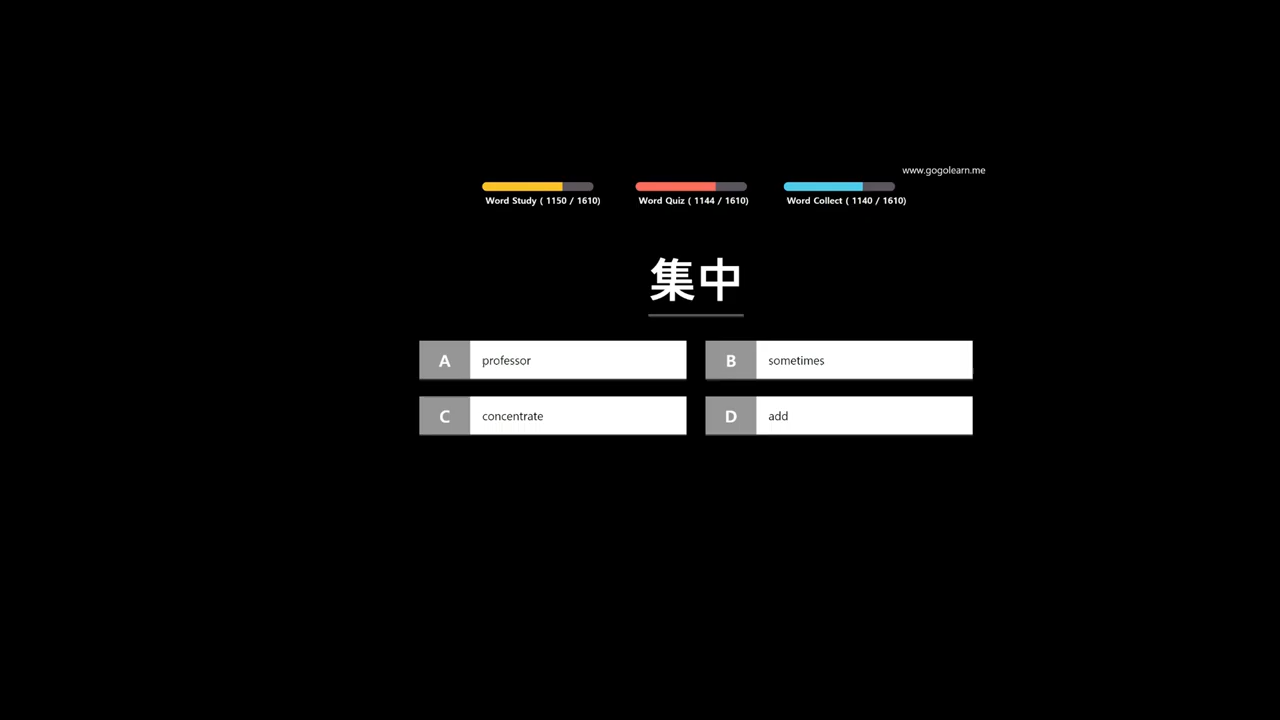 www.gogolearn.me
Word Study ( 1150 / 1610)
Word Quiz ( 1144 / 1610)
Word Collect ( 1140 / 1610)
集中
A professor
B sometimes
C concentrate
D add